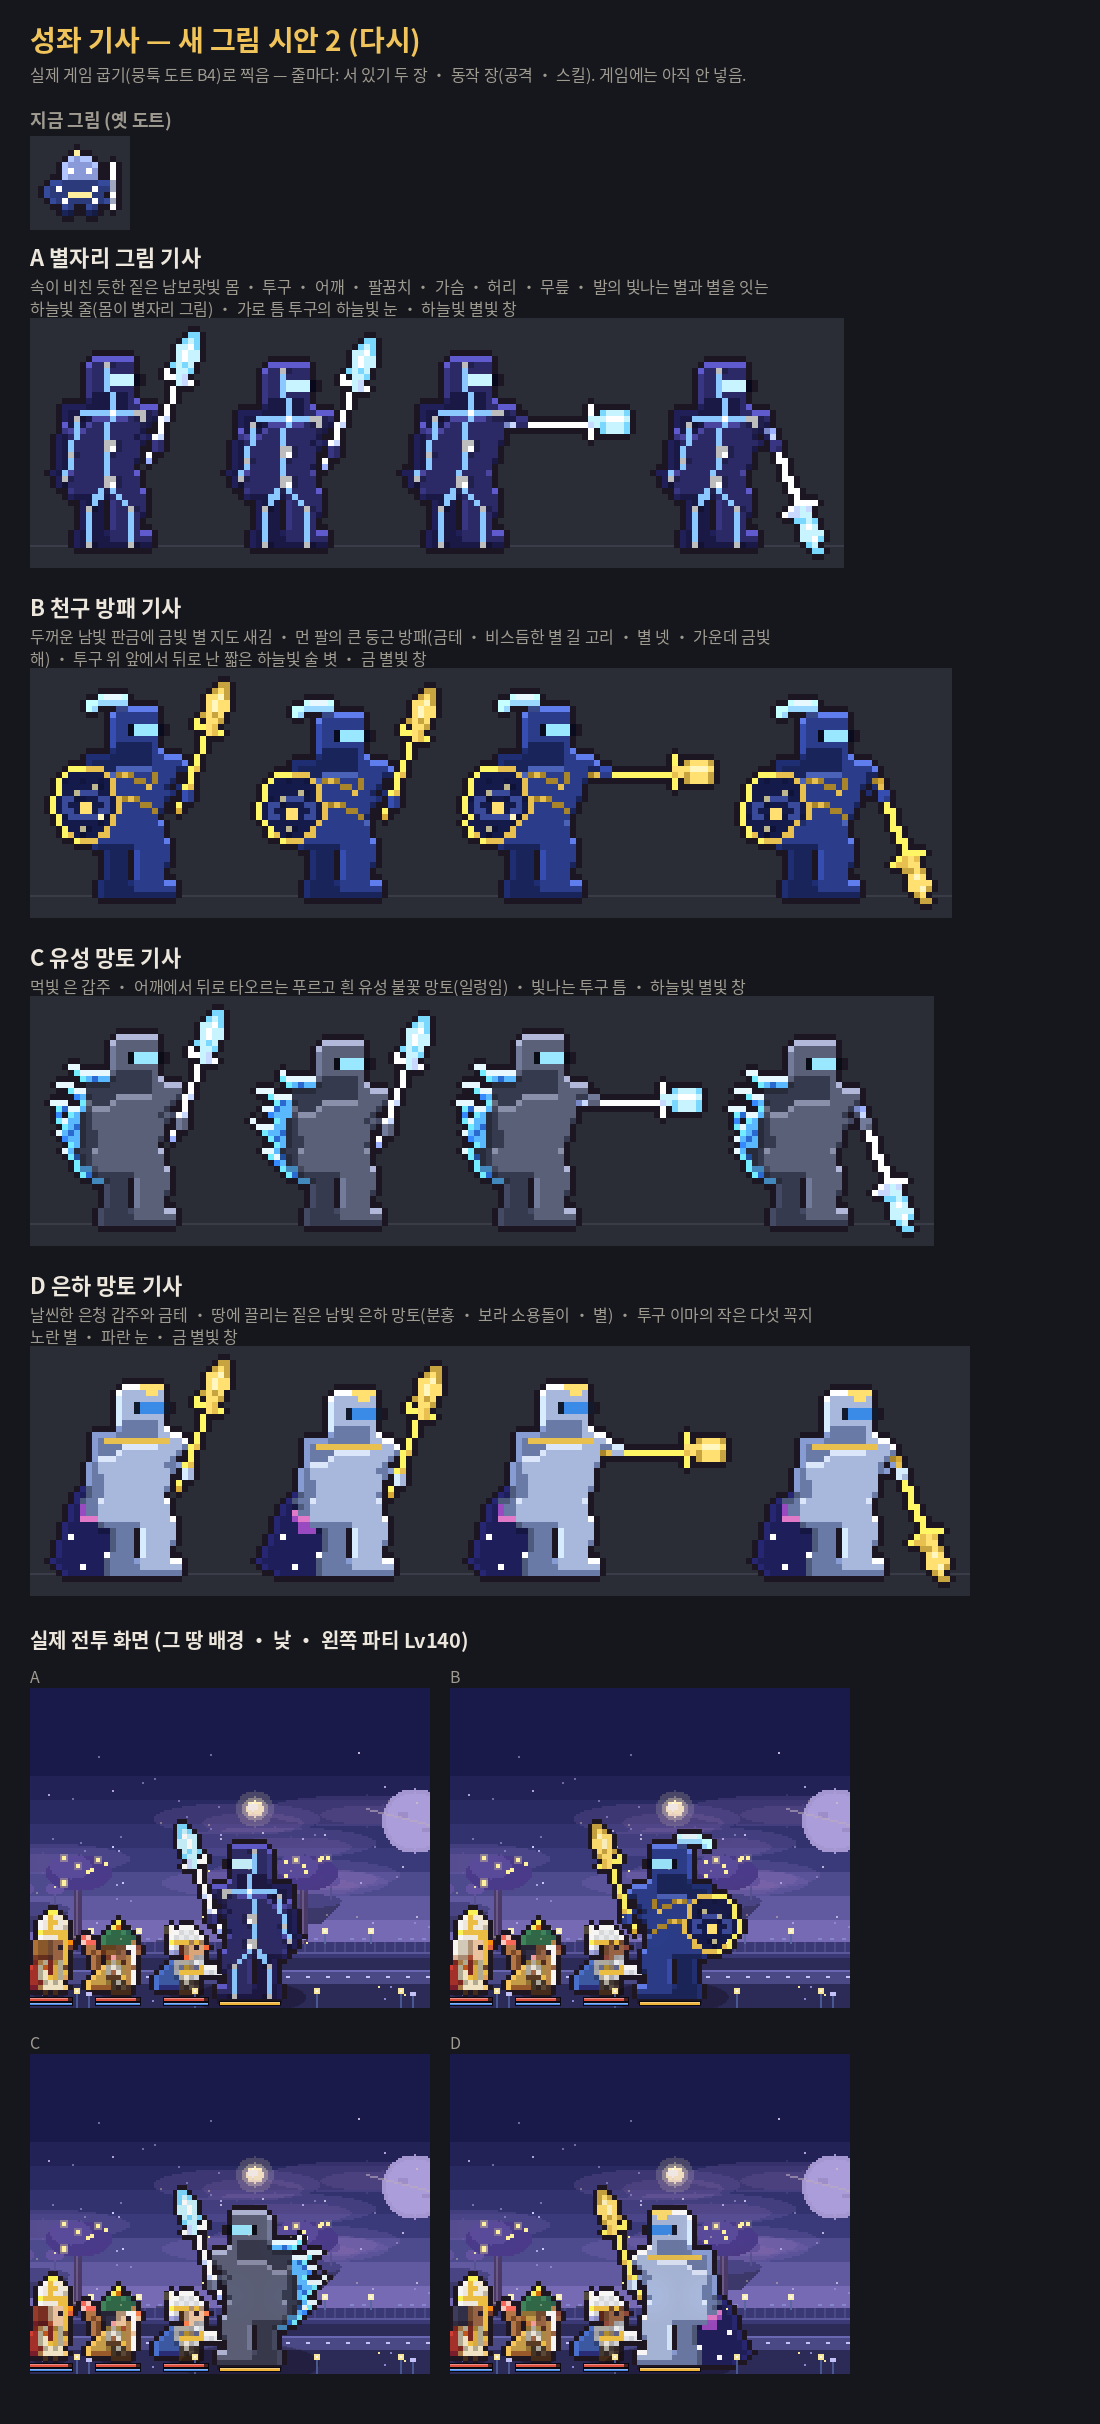 성좌 기사 — 새 그림 시안 2 (다시)
실제 게임 굽기(뭉툭 도트 B4)로 찍음 — 줄마다: 서 있기 두 장 · 동작 장(공격 · 스킬). 게임에는 아직 안 넣음.
지금 그림 (옛 도트)
A 별자리 그림 기사
속이 비친 듯한 짙은 남보랏빛 몸 · 투구 · 어깨 · 팔꿈치 · 가슴 · 허리 · 무릎 · 발의 빛나는 별과 별을 잇는
하늘빛 줄(몸이 별자리 그림) · 가로 틈 투구의 하늘빛 눈 · 하늘빛 별빛 창
B 천구 방패 기사
두꺼운 남빛 판금에 금빛 별 지도 새김 · 먼 팔의 큰 둥근 방패(금테 · 비스듬한 별 길 고리 · 별 넷 · 가운데 금빛
해) · 투구 위 앞에서 뒤로 난 짧은 하늘빛 술 볏 · 금 별빛 창
C 유성 망토 기사
먹빛 은 갑주 · 어깨에서 뒤로 타오르는 푸르고 흰 유성 불꽃 망토(일렁임) · 빛나는 투구 틈 · 하늘빛 별빛 창
D 은하 망토 기사
날씬한 은청 갑주와 금테 · 땅에 끌리는 짙은 남빛 은하 망토(분홍 · 보라 소용돌이 · 별) · 투구 이마의 작은 다섯 꼭지
노란 별 · 파란 눈 · 금 별빛 창
실제 전투 화면 (그 땅 배경 · 낮 · 왼쪽 파티 Lv140)
A
B
C
D